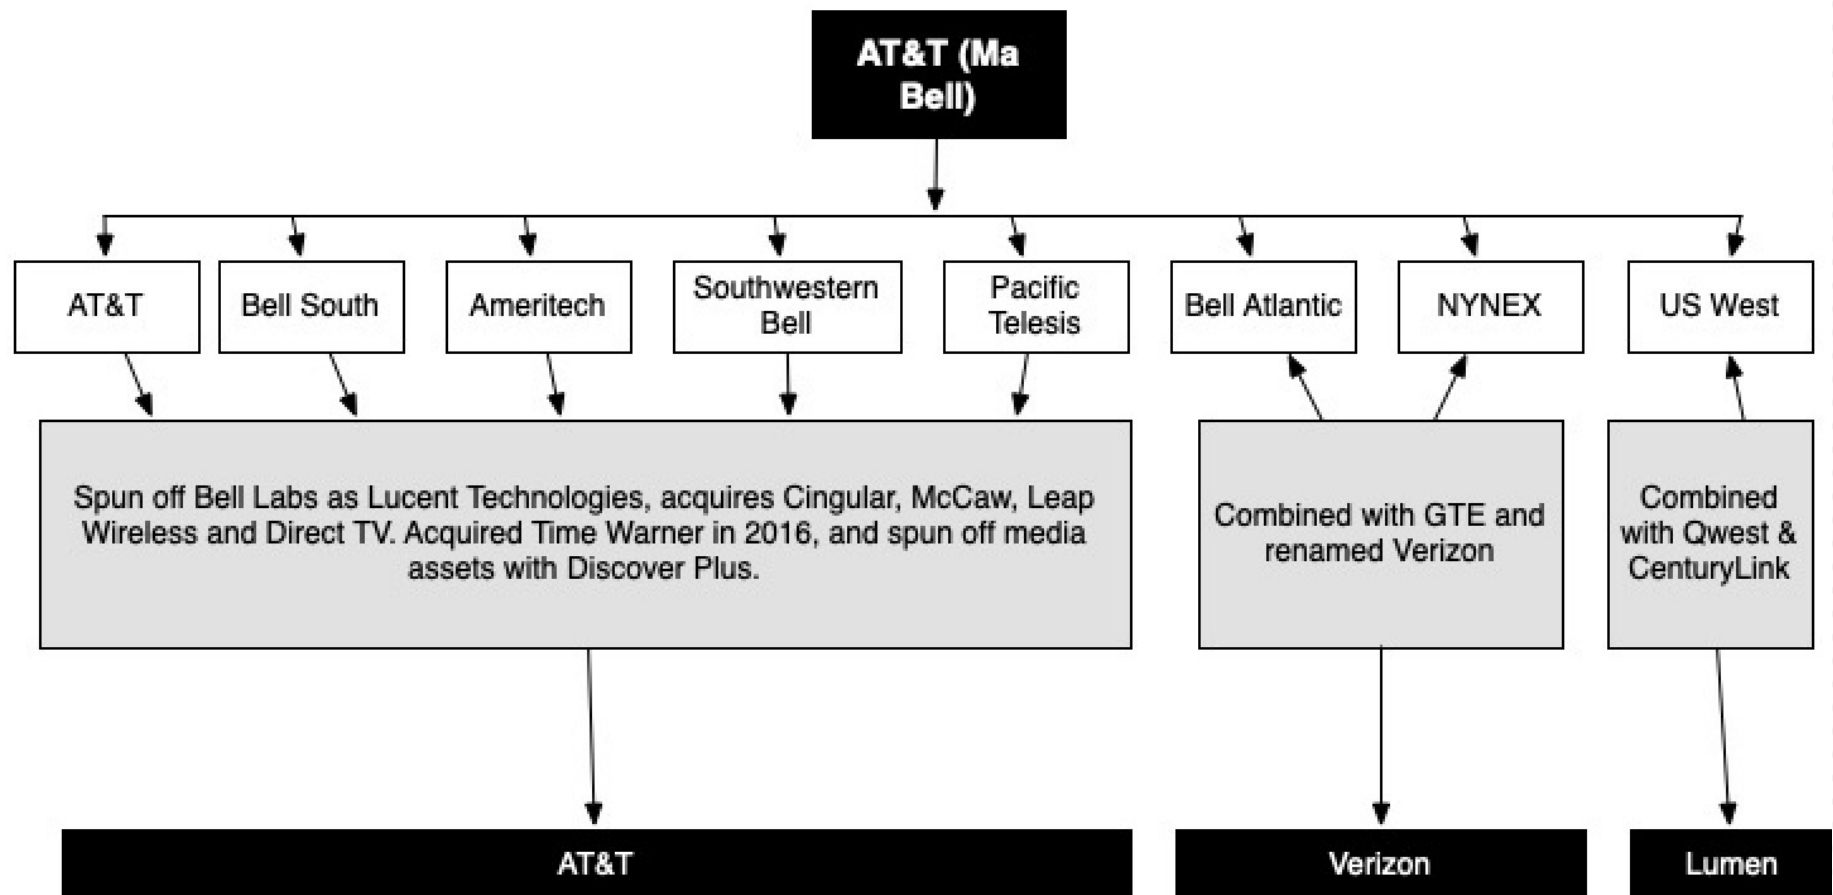 AT&T (Ma
Bell)
AT&T
Bell South
Ameritech
Southwestern
Bell
Pacific
Telesis
Bell Atlantic
NYNEX
US West
Spun off Bell Labs as Lucent Technologies, acquires Cingular, McCaw, Leap
Wireless and Direct TV. Acquired Time Warner in 2016, and spun off media
assets with Discover Plus.
Combined with GTE and
renamed Verizon
Combined
with Qwest &
CenturyLink
AT&T
Verizon
Lumen